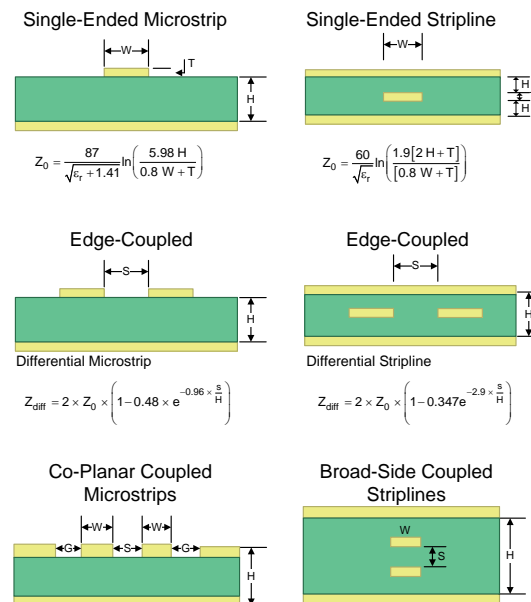 Single-Ended Microstrip
W
T
H
Z₀ = 87 / √(εᵣ + 1.41) ln(5.98 H / 0.8 W + T)
Single-Ended Stripline
W
H
T
H
Z₀ = 60 / √εᵣ ln(1.9[2 H + T] / [0.8 W + T])
Edge-Coupled
S
H
Differential Microstrip
Z_diff = 2 × Z₀ × (1 − 0.48 × e^(−0.96 × s/H))
Edge-Coupled
S
H
Differential Stripline
Z_diff = 2 × Z₀ × (1 − 0.347e^(−2.9 × s/H))
Co-Planar Coupled
Microstrips
G W S W G
H
Broad-Side Coupled
Striplines
W
S
H